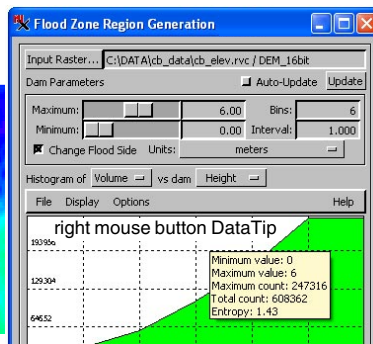 Flood Zone Region Generation
Input Raster... C:\DATA\cb_data\cb_elev.rvc / DEM_16bit
Dam Parameters Auto-Update Update
Maximum: 6.00 Bins: 6
Minimum: 0.00 Interval: 1.000
Change Flood Side Units: meters
Histogram of Volume vs dam Height
File Display Options Help
right mouse button DataTip
193956
Minimum value: 0
Maximum value: 6
129304
Maximum count: 247316
Total count: 608362
Entropy: 1.43
64652